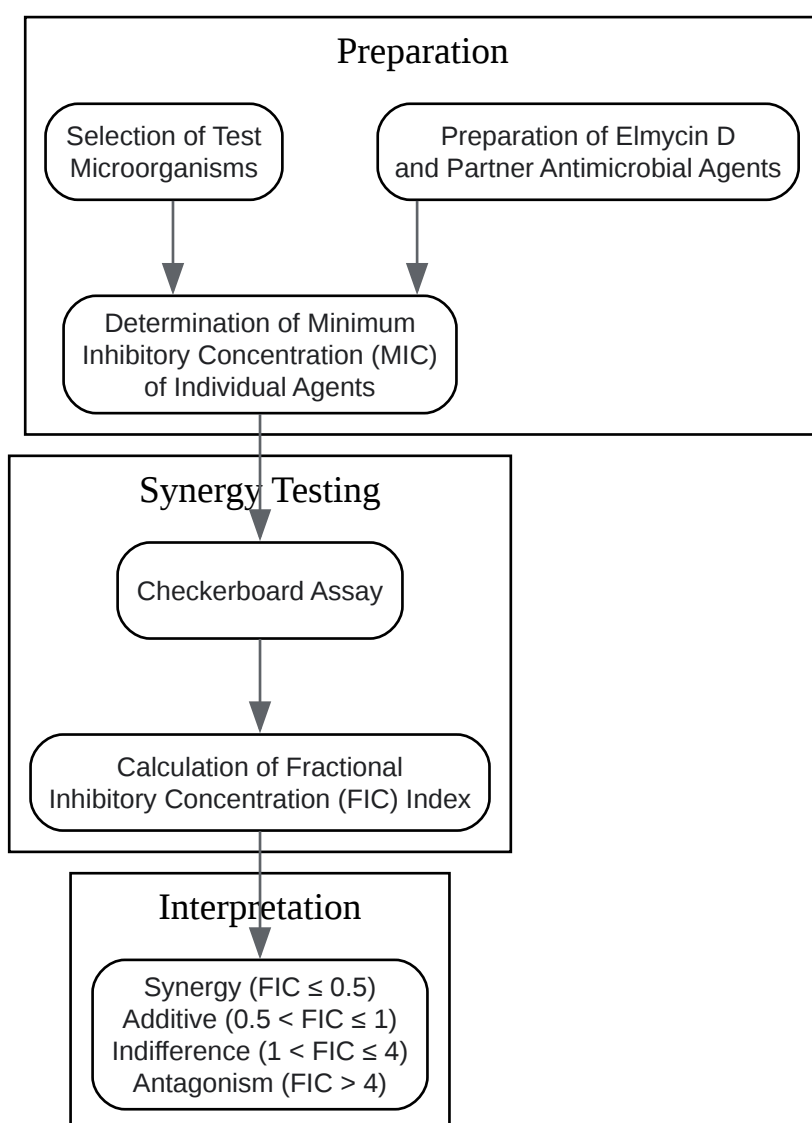 Preparation
Selection of Test
Microorganisms
Preparation of Elmycin D
and Partner Antimicrobial Agents
Determination of Minimum
Inhibitory Concentration (MIC)
of Individual Agents
Synergy Testing
Checkerboard Assay
Calculation of Fractional
Inhibitory Concentration (FIC) Index
Interpretation
Synergy (FIC ≤ 0.5)
Additive (0.5 < FIC ≤ 1)
Indifference (1 < FIC ≤ 4)
Antagonism (FIC > 4)